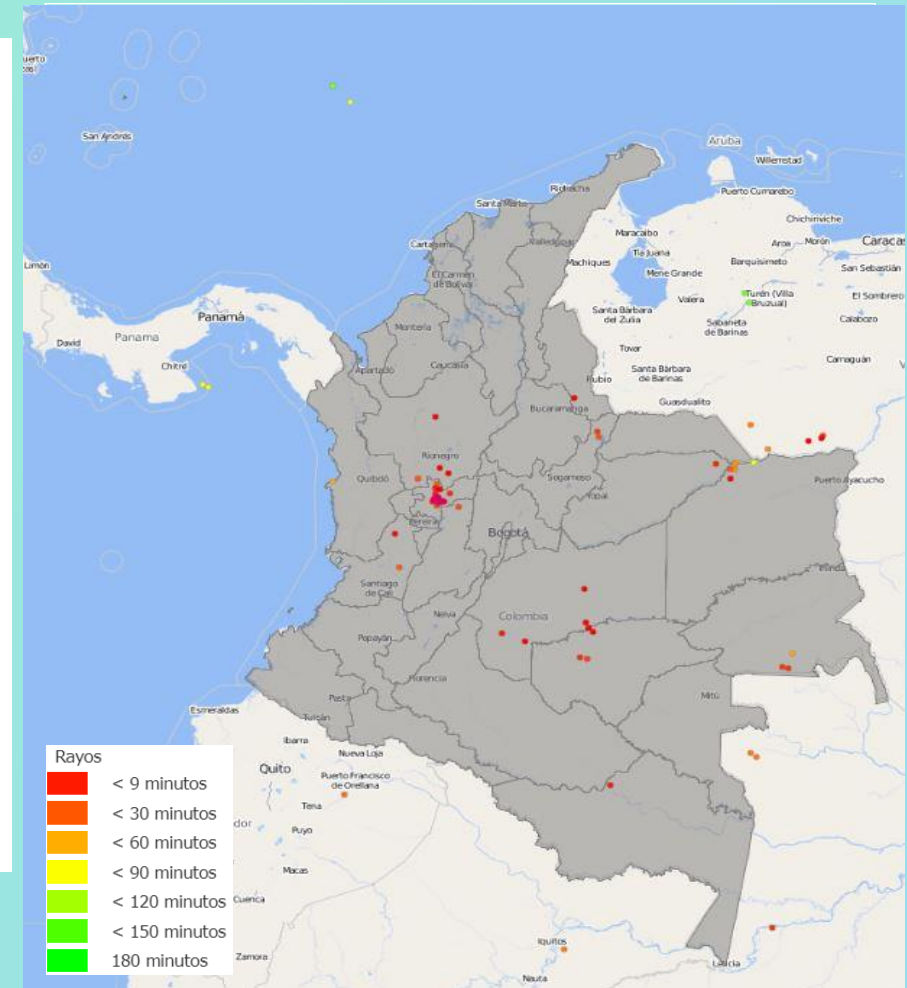 San Andrés
Aruba
Willemstad
Riohacha
Puerto Cumarebo
Santa Marta
Chichiriviche
Maracaibo
Cartagena
Valledupar
Aroa
Morón
Caracas
Tía Juana
Limón
Machiques
Barquisimeto
San Sebastián
Mene Grande
El Carmen
de Bolívar
Turén (Villa
Bruzual)
El Sombrero
Valera
Santa Bárbara
del Zulia
Panamá
Calabozo
Sabaneta
de Barinas
Montería
David
Panama
Tovar
Camaguán
Chitré
Caucasia
Apartadó
Santa Bárbara
de Barinas
Rubio
Guasdualito
Bucaramanga
Rionegro
Quibdó
Sogamoso
Puerto Ayacucho
Yopal
Pereira
Bogotá
Santiago
de Cali
Colombia
Neiva
Popayán
Florencia
Mitú
Pasto
Esmeraldas
Tulcán
Ibarra
Nueva Loja
Quito
Puerto Francisco
de Orellana
Tena
Puyo
Macas
Cuenca
Zamora
Iquitos
Nauta
Leticia
Rayos
< 9 minutos
< 30 minutos
< 60 minutos
< 90 minutos
< 120 minutos
< 150 minutos
180 minutos